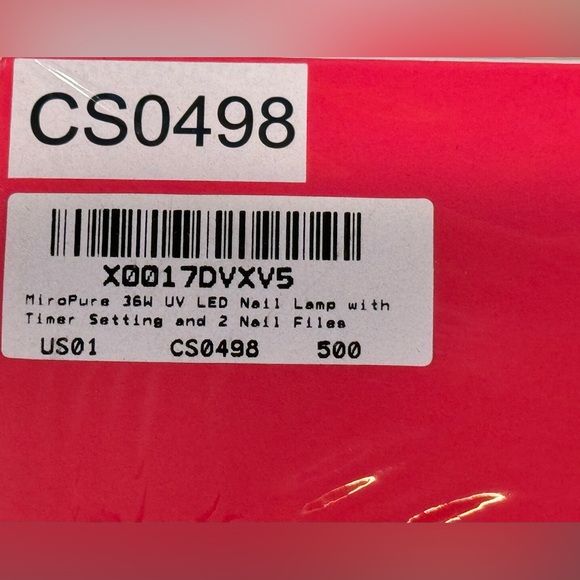 CS0498
X0017DVXV5
MiroPure 36W UV LED Nail Lamp with
Timer Setting and 2 Nail Files
US01 CS0498 500